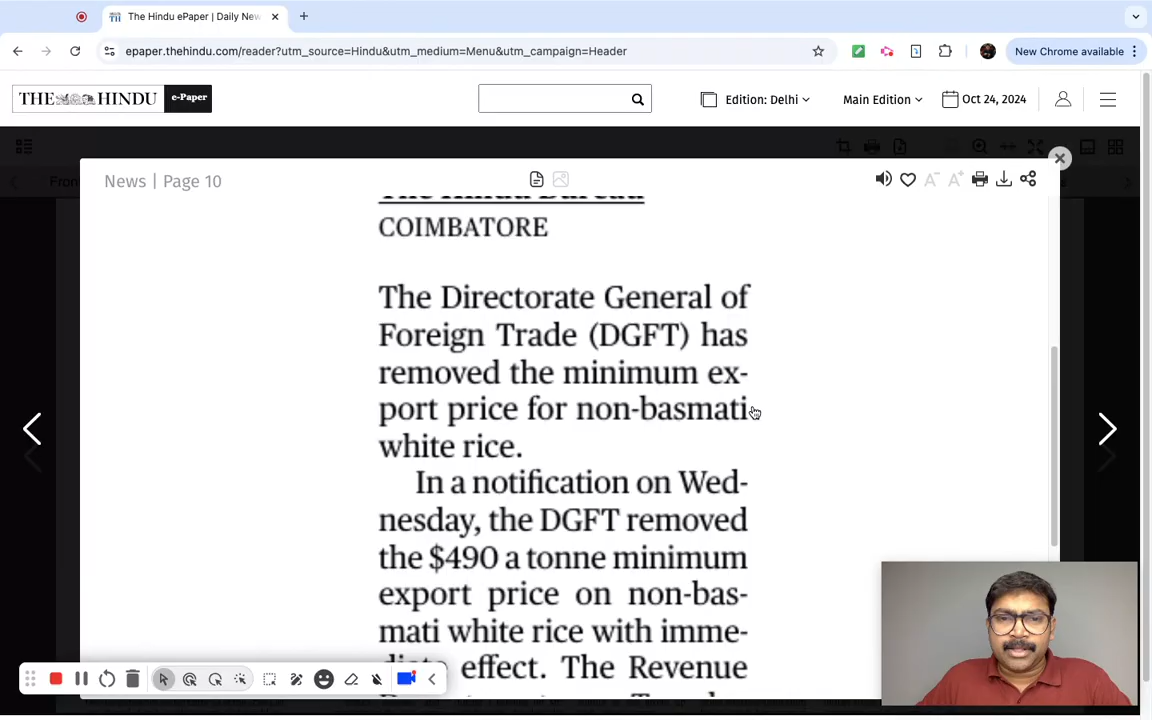 The Hindu ePaper | Daily New
epaper.thehindu.com/reader?utm_source=Hindu&utm_medium=Menu&utm_campaign=Header
New Chrome available
THE HINDU e-Paper
Edition: Delhi
Main Edition
Oct 24, 2024
News | Page 10
A- A+
The Hindu Bureau
COIMBATORE
The Directorate General of
Foreign Trade (DGFT) has
removed the minimum ex-
port price for non-basmati
white rice.
In a notification on Wed-
nesday, the DGFT removed
the $490 a tonne minimum
export price on non-bas-
mati white rice with imme-
diate effect. The Revenue